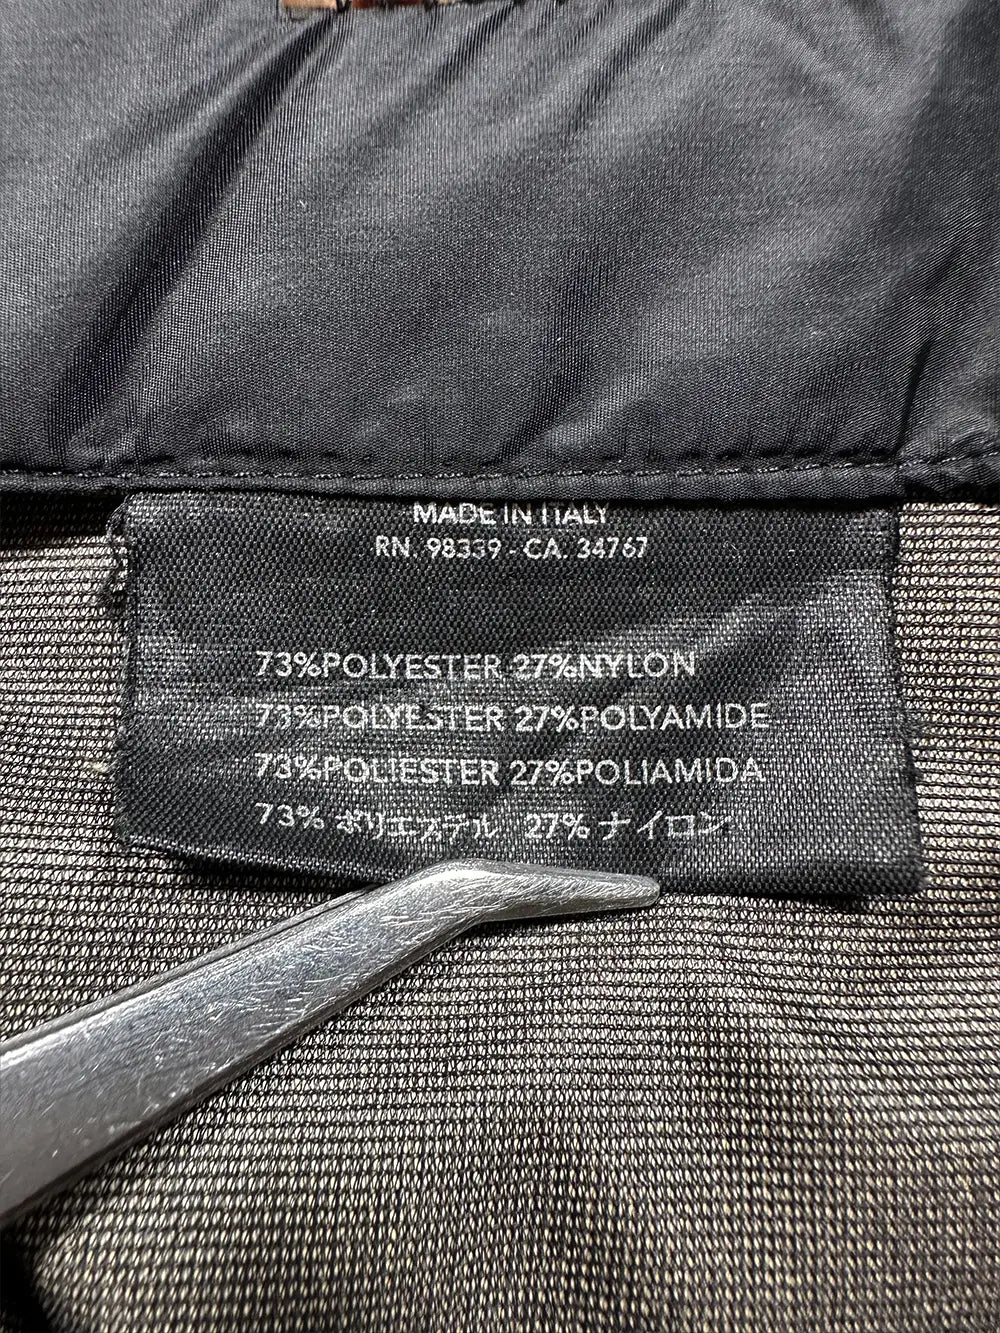 MADE IN ITALY
RN. 98339 - CA. 34767
73%POLYESTER 27%NYLON
73%POLYESTER 27%POLYAMIDE
73%POLIESTER 27%POLIAMIDA
73% ポリエステル 27% ナイロン